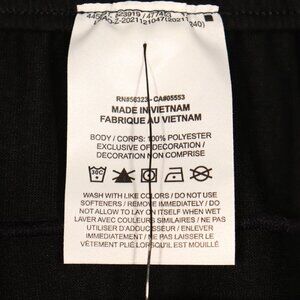 RN#56323 - CA#05553
MADE IN VIETNAM
FABRIQUE AU VIETNAM
BODY / CORPS: 100% POLYESTER
EXCLUSIVE OF DECORATION /
DECORATION NON COMPRISE
WASH WITH LIKE COLORS / DO NOT USE
SOFTENERS / REMOVE IMMEDIATELY / DO
NOT ALLOW TO LAY ON ITSELF WHEN WET
LAVER AVEC COULEURS SIMILAIRES / NE PAS
UTILISER D'ADDUCISSEUR / ENLEVER
IMMÉDIATEMENT / NE PAS LAISSER LE
VÊTEMENT PLIÉ LORSQU'IL EST MOUILLÉ